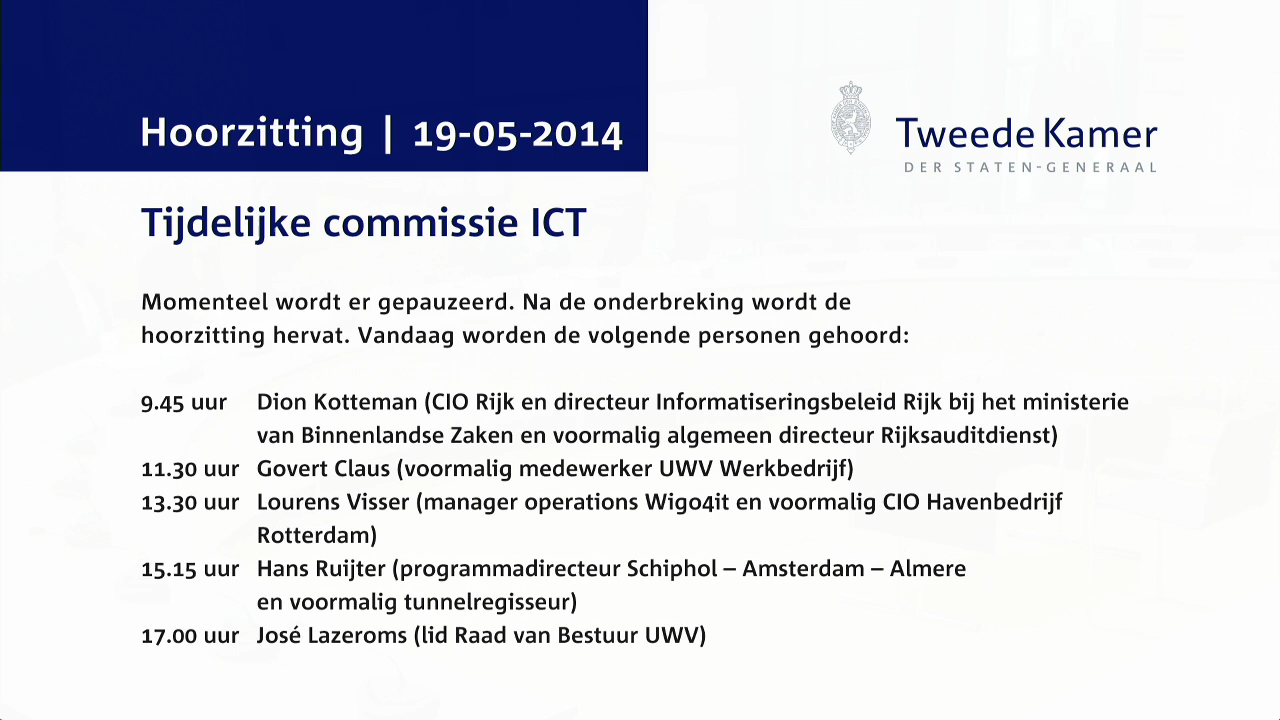 Hoorzitting | 19-05-2014
Tweede Kamer
DER STATEN-GENERAAL
Tijdelijke commissie ICT
Momenteel wordt er gepauzeerd. Na de onderbreking wordt de
hoorzitting hervat. Vandaag worden de volgende personen gehoord:
9.45 uur Dion Kotteman (CIO Rijk en directeur Informatiseringsbeleid Rijk bij het ministerie
van Binnenlandse Zaken en voormalig algemeen directeur Rijksauditdienst)
11.30 uur Govert Claus (voormalig medewerker UWV Werkbedrijf)
13.30 uur Lourens Visser (manager operations Wigo4it en voormalig CIO Havenbedrijf
Rotterdam)
15.15 uur Hans Ruijter (programmadirecteur Schiphol – Amsterdam – Almere
en voormalig tunnelregisseur)
17.00 uur José Lazeroms (lid Raad van Bestuur UWV)